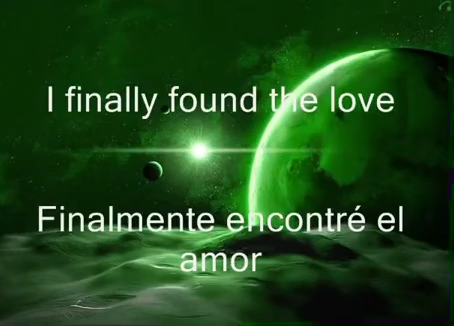 I finally found the love
Finalmente encontré el
amor